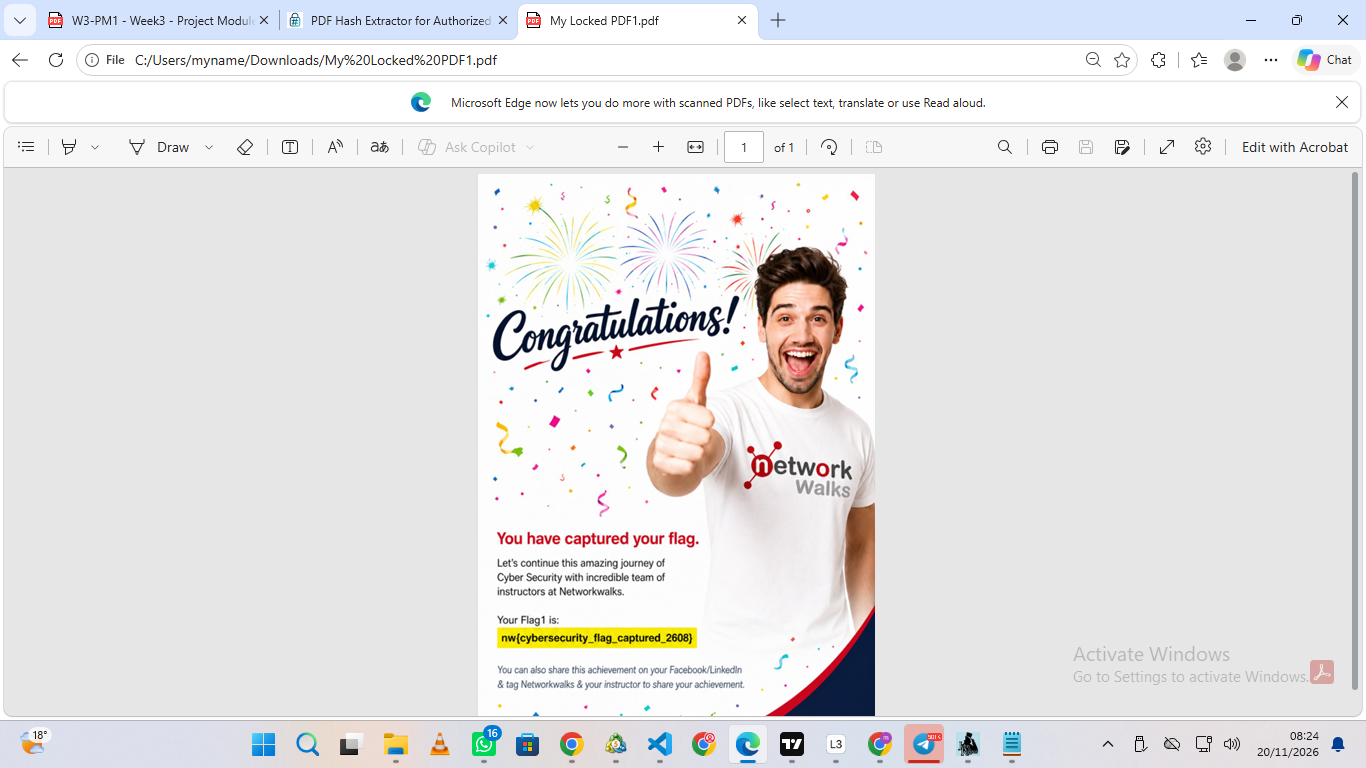 W3-PM1 - Week3 - Project Module
PDF Hash Extractor for Authorized
My Locked PDF1.pdf
File C:/Users/myname/Downloads/My%20Locked%20PDF1.pdf
Chat
Microsoft Edge now lets you do more with scanned PDFs, like select text, translate or use Read aloud.
Draw
Ask Copilot
1 of 1
Edit with Acrobat
Congratulations!
network
Walks
You have captured your flag.
Let's continue this amazing journey of
Cyber Security with incredible team of
instructors at Networkwalks.
Your Flag1 is:
nw{cybersecurity_flag_captured_2608}
You can also share this achievement on your Facebook/LinkedIn
& tag Networkwalks & your instructor to share your achievement.
Activate Windows
Go to Settings to activate Windows.
18°
16
L3
08:24
20/11/2026